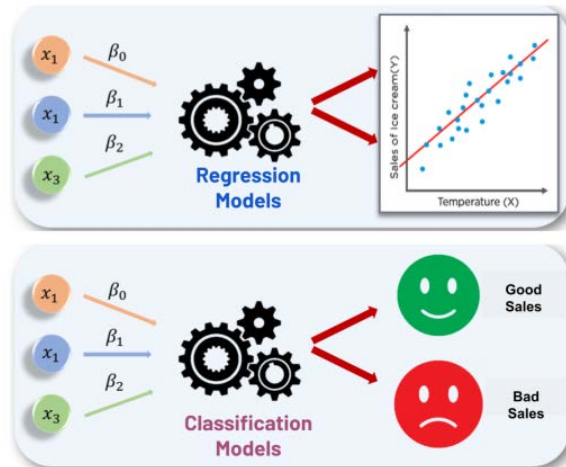 x₁
β₀
x₁
β₁
x₃
β₂
Regression
Models
Sales of Ice cream(Y)
Temperature (X)
x₁
β₀
x₁
β₁
x₃
β₂
Classification
Models
Good
Sales
Bad
Sales